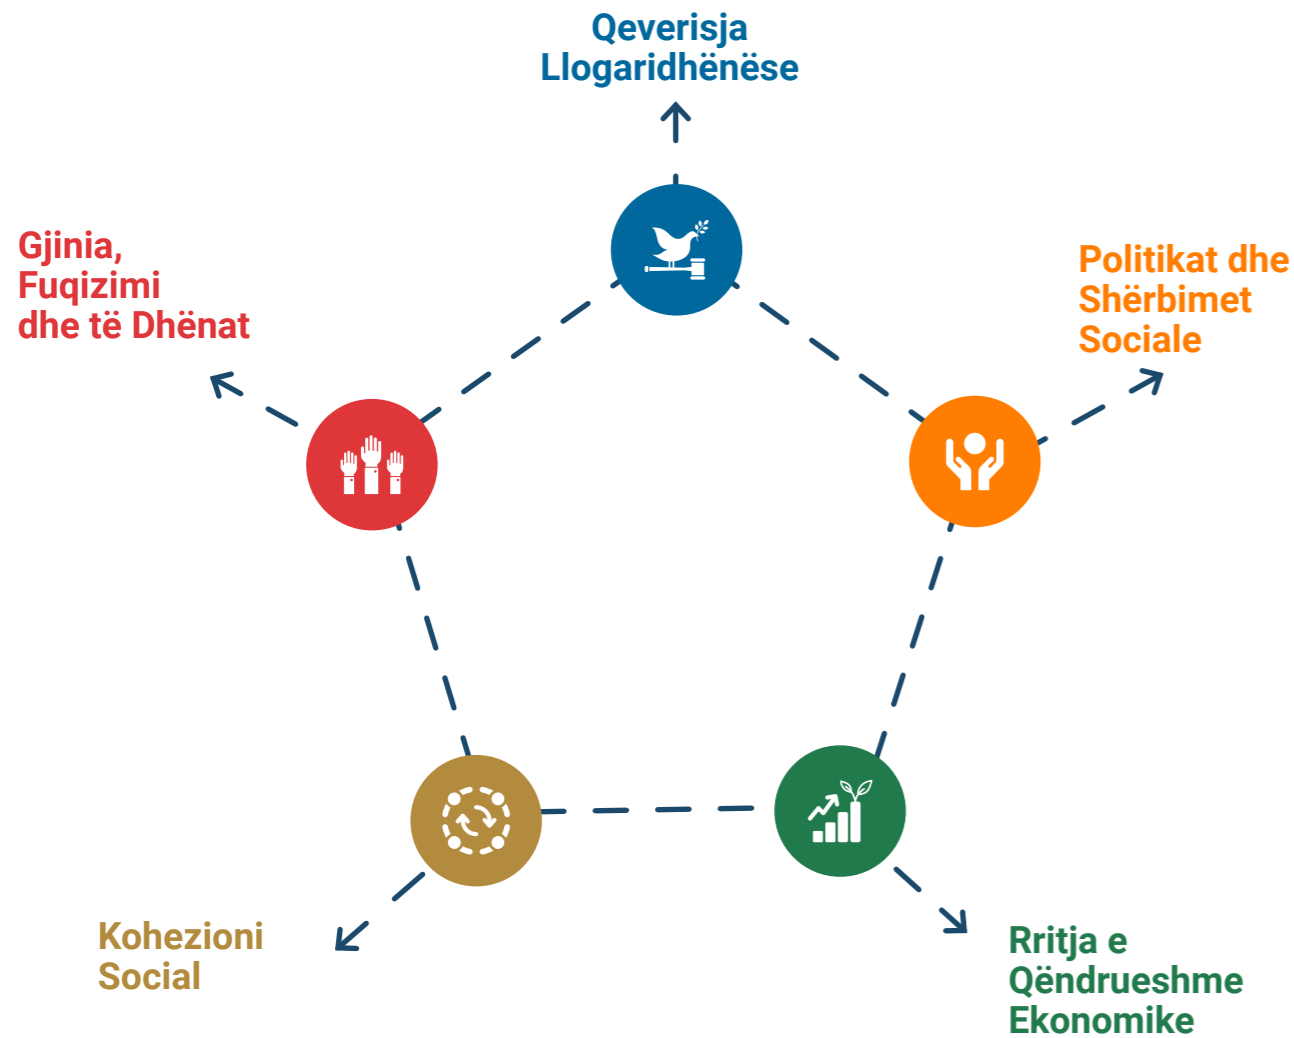 Qeverisja
Llogaridhënëse
Gjinia,
Fuqizimi
dhe të Dhënat
Politikat dhe
Shërbimet
Sociale
Kohezioni
Social
Rritja e
Qëndrueshme
Ekonomike